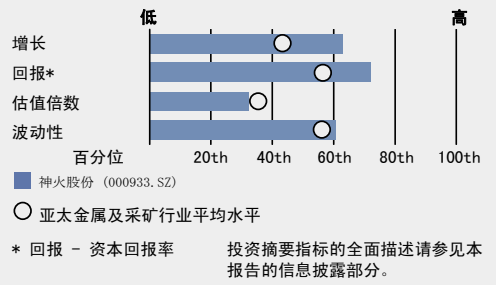 低 高
增长
回报*
估值倍数
波动性
百分位 20th 40th 60th 80th 100th
神火股份 (000933.SZ)
亚太金属及采矿行业平均水平
* 回报 - 资本回报率 投资摘要指标的全面描述请参见本
报告的信息披露部分。